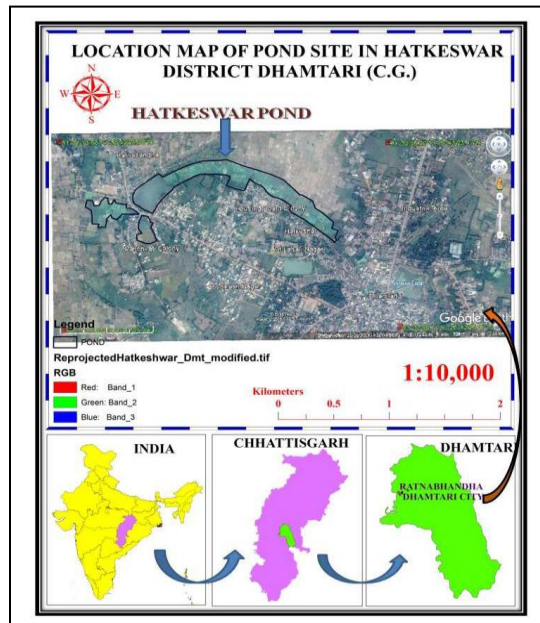 LOCATION MAP OF POND SITE IN HATKESWAR
DISTRICT DHAMTARI (C.G.)
N
W
E
S
HATKESWAR POND
Google Earth
Legend
POND
ReprojectedHatkeshwar_Dmt_modified.tif
RGB
Red: Band_1
Green: Band_2
Blue: Band_3
1:10,000
Kilometers
0 0.5 1 2
INDIA
CHHATTISGARH
DHAMTARI
RATNABHANDHA
DHAMTARI CITY